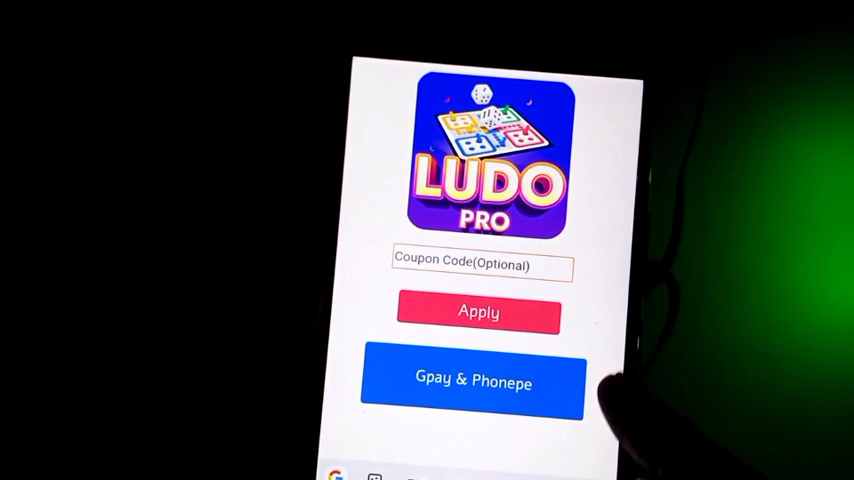 LUDO
PRO
Coupon Code(Optional)
Apply
Gpay & Phonepe